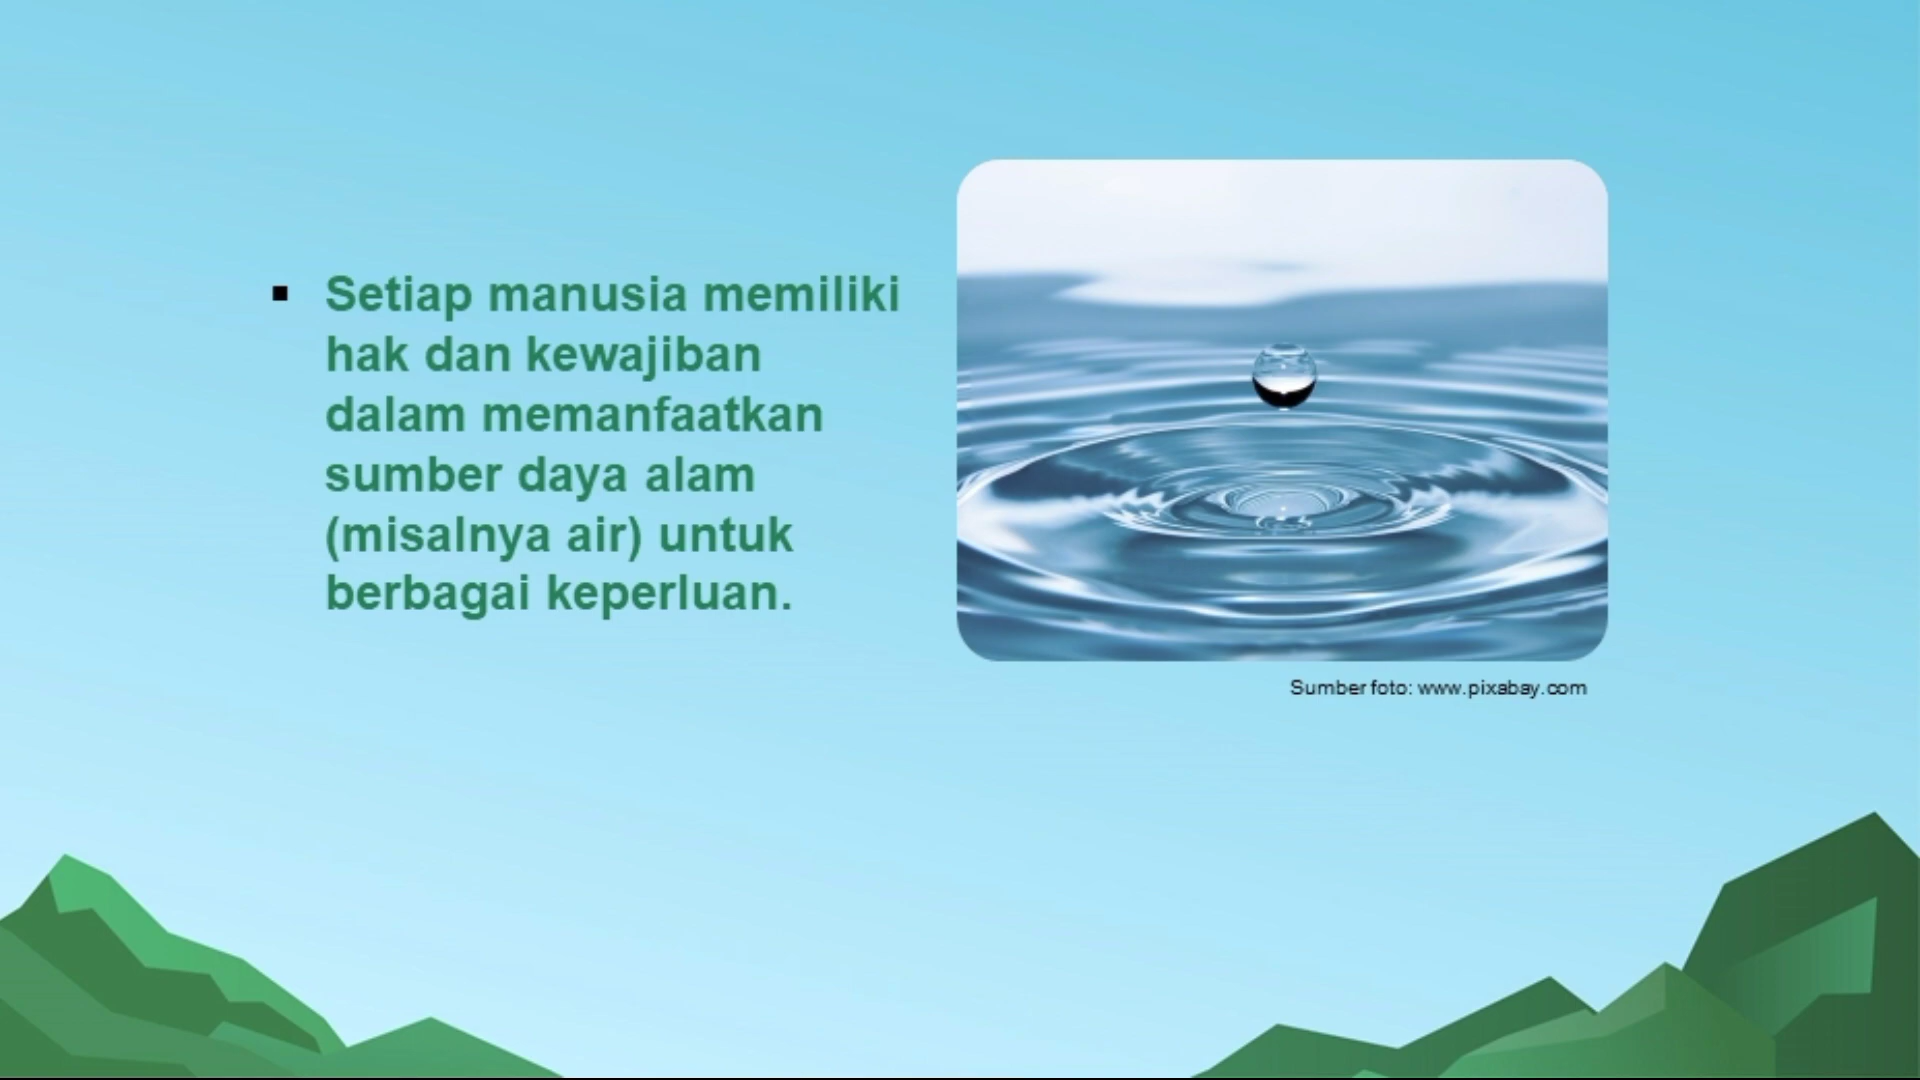 Setiap manusia memiliki
hak dan kewajiban
dalam memanfaatkan
sumber daya alam
(misalnya air) untuk
berbagai keperluan.
Sumber foto: www.pixabay.com